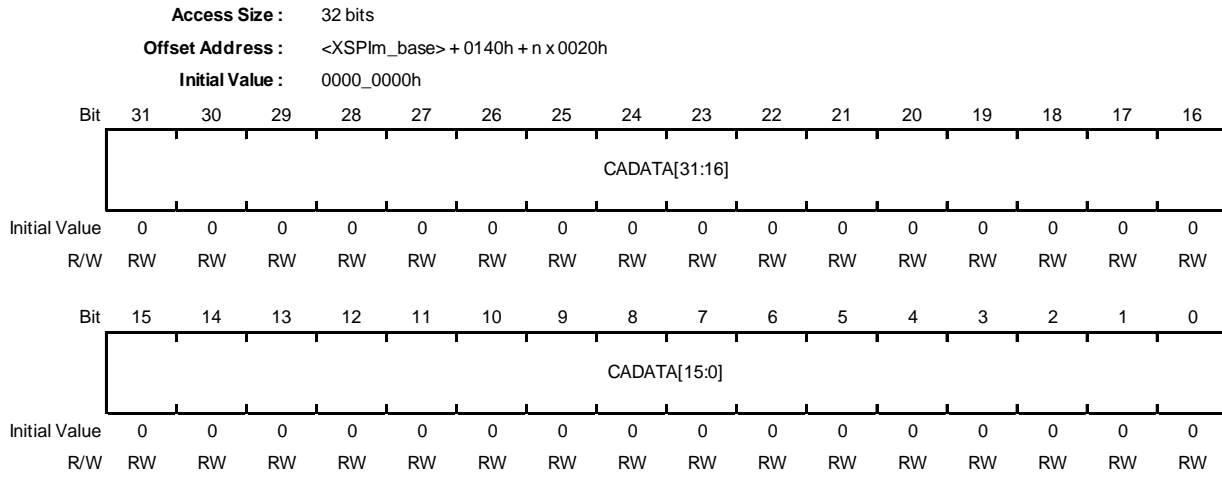 Access Size : 32 bits
Offset Address : <XSPIm_base> + 0140h + n x 0020h
Initial Value : 0000_0000h
Bit 31 30 29 28 27 26 25 24 23 22 21 20 19 18 17 16
CADATA[31:16]
Initial Value 0 0 0 0 0 0 0 0 0 0 0 0 0 0 0 0
R/W RW RW RW RW RW RW RW RW RW RW RW RW RW RW RW RW
Bit 15 14 13 12 11 10 9 8 7 6 5 4 3 2 1 0
CADATA[15:0]
Initial Value 0 0 0 0 0 0 0 0 0 0 0 0 0 0 0 0
R/W RW RW RW RW RW RW RW RW RW RW RW RW RW RW RW RW